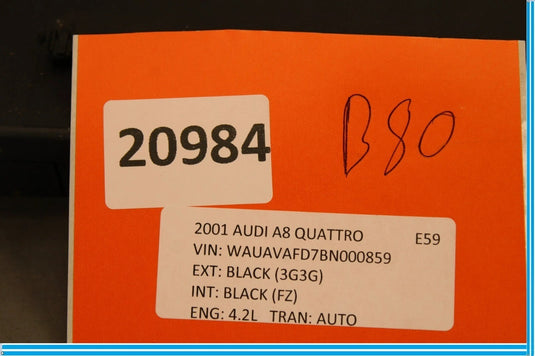 20984
B80
2001 AUDI A8 QUATTRO E59
VIN: WAUAVAFD7BN000859
EXT: BLACK (3G3G)
INT: BLACK (FZ)
ENG: 4.2L TRAN: AUTO